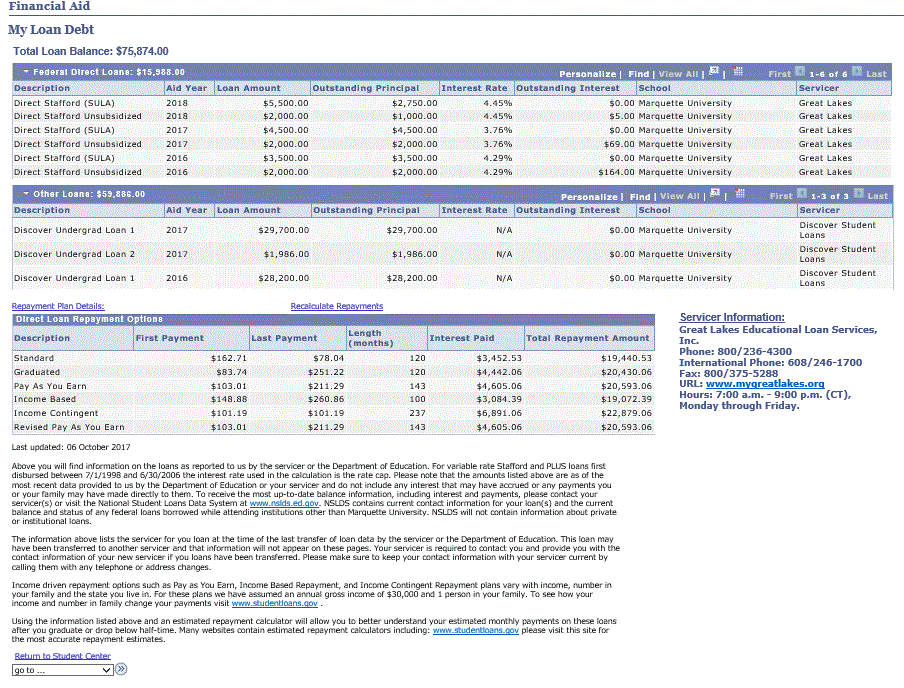 Financial Aid
My Loan Debt
Total Loan Balance: $75,874.00
Federal Direct Loans: $15,988.00 Personalize | Find | View All | | First 1-6 of 6 Last
Description Aid Year Loan Amount Outstanding Principal Interest Rate Outstanding Interest School Servicer
Direct Stafford (SULA) 2018 $5,500.00 $2,750.00 4.45% $0.00 Marquette University Great Lakes
Direct Stafford Unsubsidized 2018 $2,000.00 $1,000.00 4.45% $5.00 Marquette University Great Lakes
Direct Stafford (SULA) 2017 $4,500.00 $4,500.00 3.76% $0.00 Marquette University Great Lakes
Direct Stafford Unsubsidized 2017 $2,000.00 $2,000.00 3.76% $69.00 Marquette University Great Lakes
Direct Stafford (SULA) 2016 $3,500.00 $3,500.00 4.29% $0.00 Marquette University Great Lakes
Direct Stafford Unsubsidized 2016 $2,000.00 $2,000.00 4.29% $164.00 Marquette University Great Lakes
Other Loans: $59,886.00 Personalize | Find | View All | | First 1-3 of 3 Last
Description Aid Year Loan Amount Outstanding Principal Interest Rate Outstanding Interest School Servicer
Discover Undergrad Loan 1 2017 $29,700.00 $29,700.00 N/A $0.00 Marquette University Discover Student
Loans
Discover Undergrad Loan 2 2017 $1,986.00 $1,986.00 N/A $0.00 Marquette University Discover Student
Loans
Discover Undergrad Loan 1 2016 $28,200.00 $28,200.00 N/A $0.00 Marquette University Discover Student
Loans
Repayment Plan Details: Recalculate Repayments
Direct Loan Repayment Options
Description First Payment Last Payment Length
(months) Interest Paid Total Repayment Amount
Standard $162.71 $78.04 120 $3,452.53 $19,440.53
Graduated $83.74 $251.22 120 $4,442.06 $20,430.06
Pay As You Earn $103.01 $211.29 143 $4,605.06 $20,593.06
Income Based $148.88 $260.86 100 $3,084.39 $19,072.39
Income Contingent $101.19 $101.19 237 $6,891.06 $22,879.06
Revised Pay As You Earn $103.01 $211.29 143 $4,605.06 $20,593.06
Servicer Information:
Great Lakes Educational Loan Services,
Inc.
Phone: 800/236-4300
International Phone: 608/246-1700
Fax: 800/375-5288
URL: www.mygreatlakes.org
Hours: 7:00 a.m. - 9:00 p.m. (CT),
Monday through Friday.
Last updated: 06 October 2017
Above you will find information on the loans as reported to us by the servicer or the Department of Education. For variable rate Stafford and PLUS loans first
disbursed between 7/1/1998 and 6/30/2006 the interest rate used in the calculation is the rate cap. Please note that the amounts listed above are as of the
most recent data provided to us by the Department of Education or your servicer and do not include any interest that may have accrued or any payments you
or your family may have made directly to them. To receive the most up-to-date balance information, including interest and payments, please contact your
servicer(s) or visit the National Student Loans Data System at www.nslds.ed.gov. NSLDS contains current contact information for your loan(s) and the current
balance and status of any federal loans borrowed while attending institutions other than Marquette University. NSLDS will not contain information about private
or institutional loans.
The information above lists the servicer for you loan at the time of the last transfer of loan data by the servicer or the Department of Education. This loan may
have been transferred to another servicer and that information will not appear on these pages. Your servicer is required to contact you and provide you with the
contact information of your new servicer if you loans have been transferred. Please make sure to keep your contact information with your servicer current by
calling them with any telephone or address changes.
Income driven repayment options such as Pay as You Earn, Income Based Repayment, and Income Contingent Repayment plans vary with income, number in
your family and the state you live in. For these plans we have assumed an annual gross income of $30,000 and 1 person in your family. To see how your
income and number in family change your payments visit www.studentloans.gov .
Using the information listed above and an estimated repayment calculator will allow you to better understand your estimated monthly payments on these loans
after you graduate or drop below half-time. Many websites contain estimated repayment calculators including: www.studentloans.gov please visit this site for
the most accurate repayment estimates.
Return to Student Center
go to ...